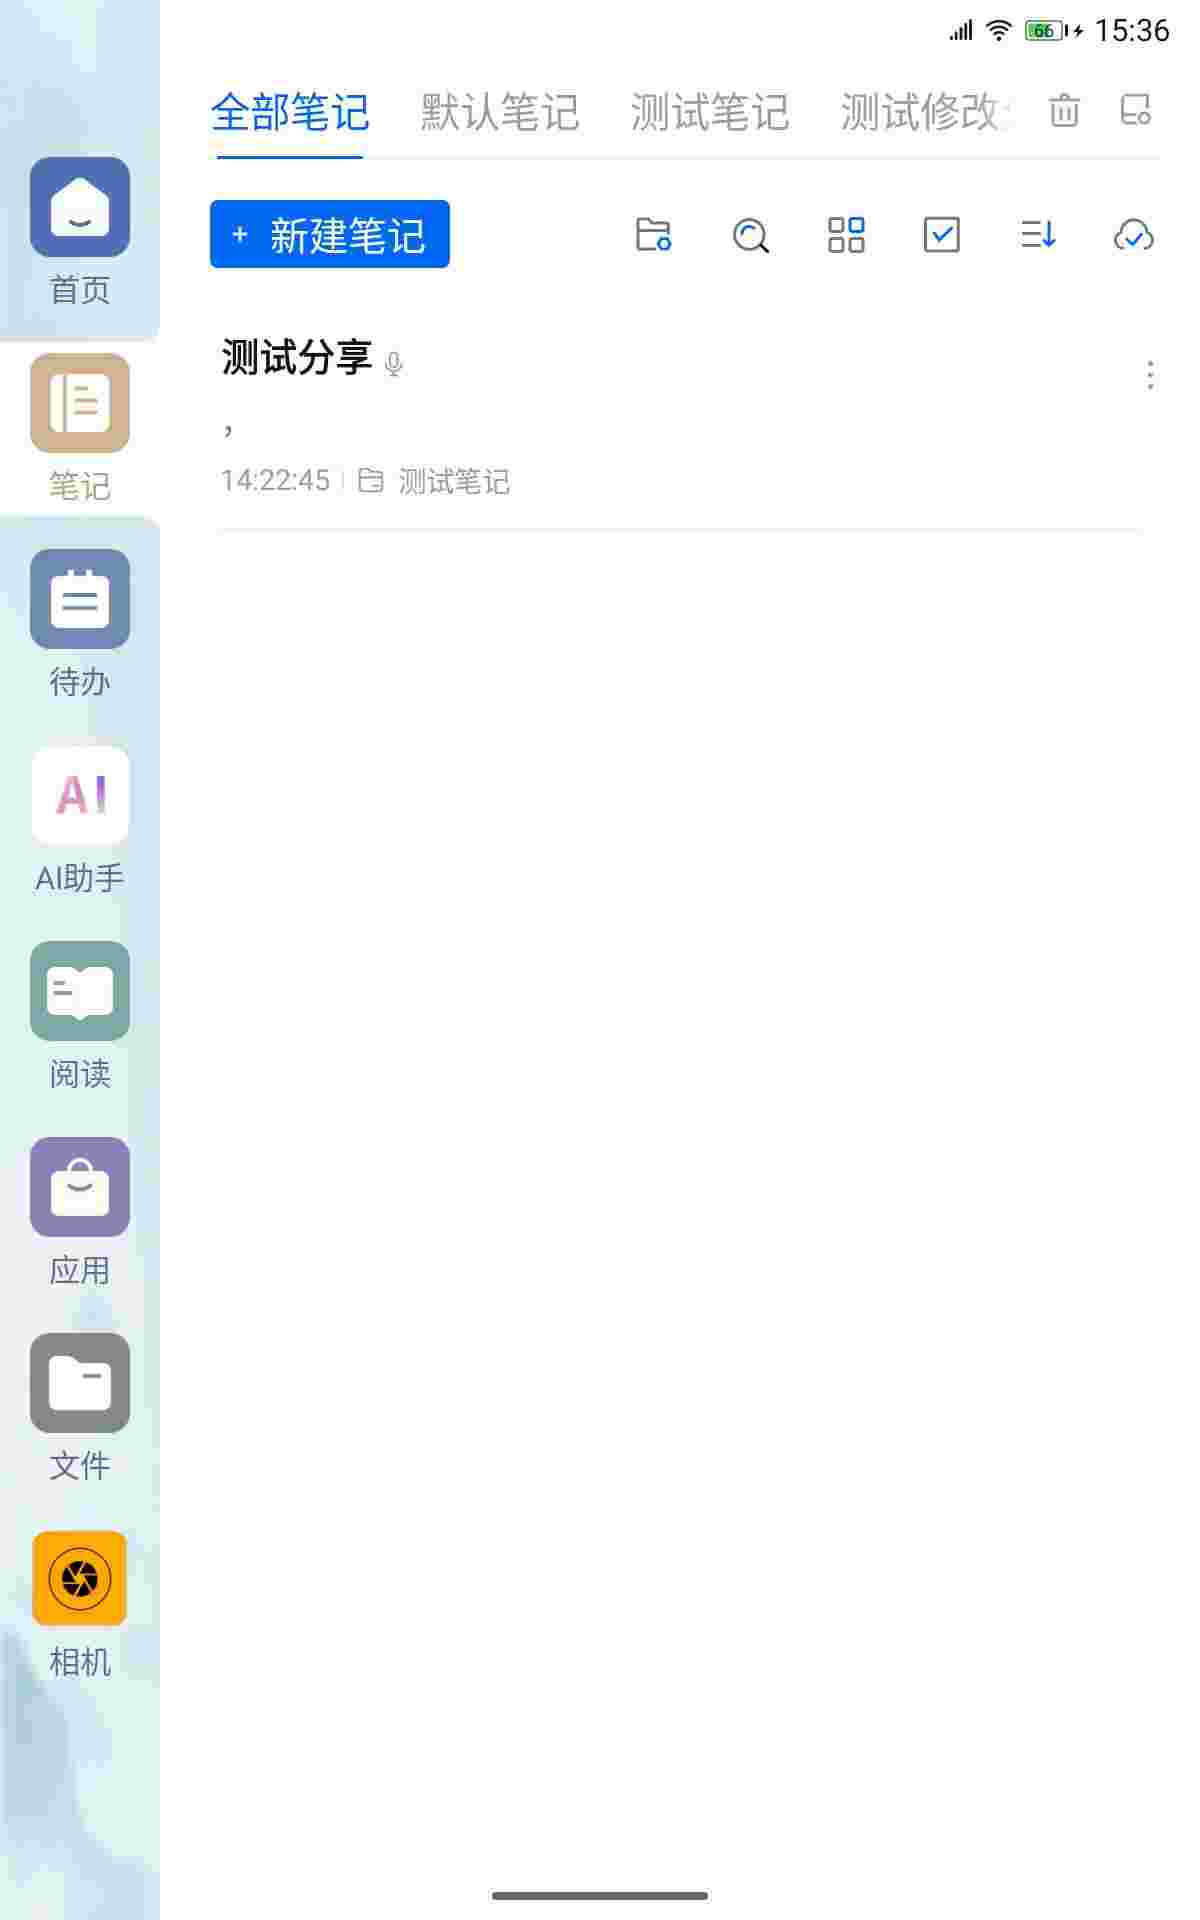 66 15:36
全部笔记 默认笔记 测试笔记 测试修改
+ 新建笔记
测试分享
，
14:22:45 测试笔记
首页
笔记
待办
AI
AI助手
阅读
应用
文件
相机